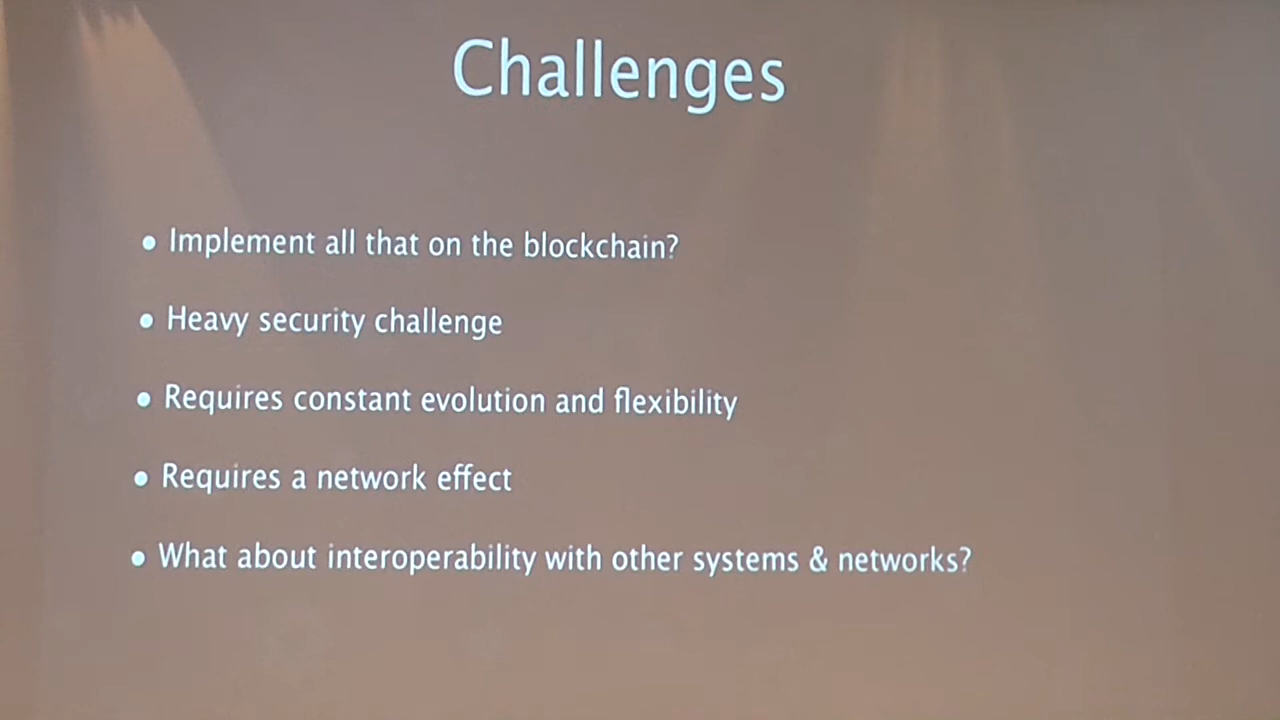 Challenges
• Implement all that on the blockchain?
• Heavy security challenge
• Requires constant evolution and flexibility
• Requires a network effect
• What about interoperability with other systems & networks?